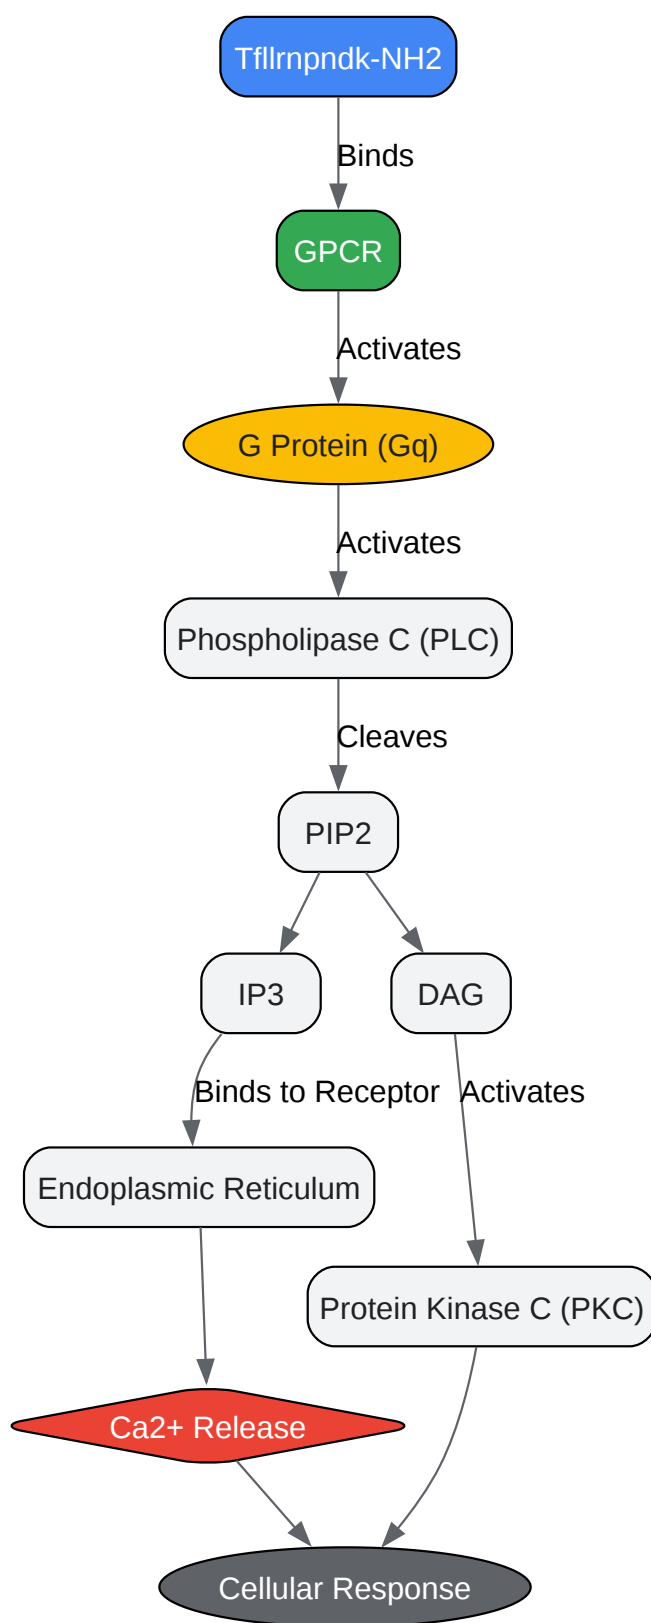 Tfllrnpndk-NH2
Binds
GPCR
Activates
G Protein (Gq)
Activates
Phospholipase C (PLC)
Cleaves
PIP2
IP3
DAG
Binds to Receptor
Activates
Endoplasmic Reticulum
Protein Kinase C (PKC)
Ca2+ Release
Cellular Response